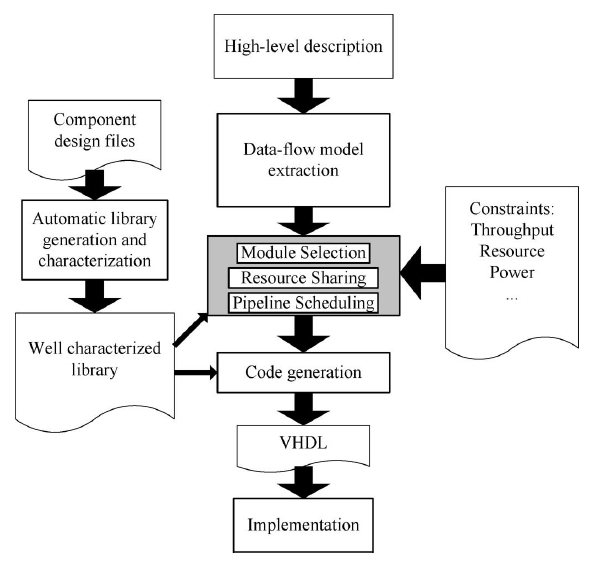 High-level description
Component
design files
Data-flow model
extraction
Automatic library
generation and
characterization
Constraints:
Throughput
Resource
Power
...
Module Selection
Resource Sharing
Pipeline Scheduling
Well characterized
library
Code generation
VHDL
Implementation